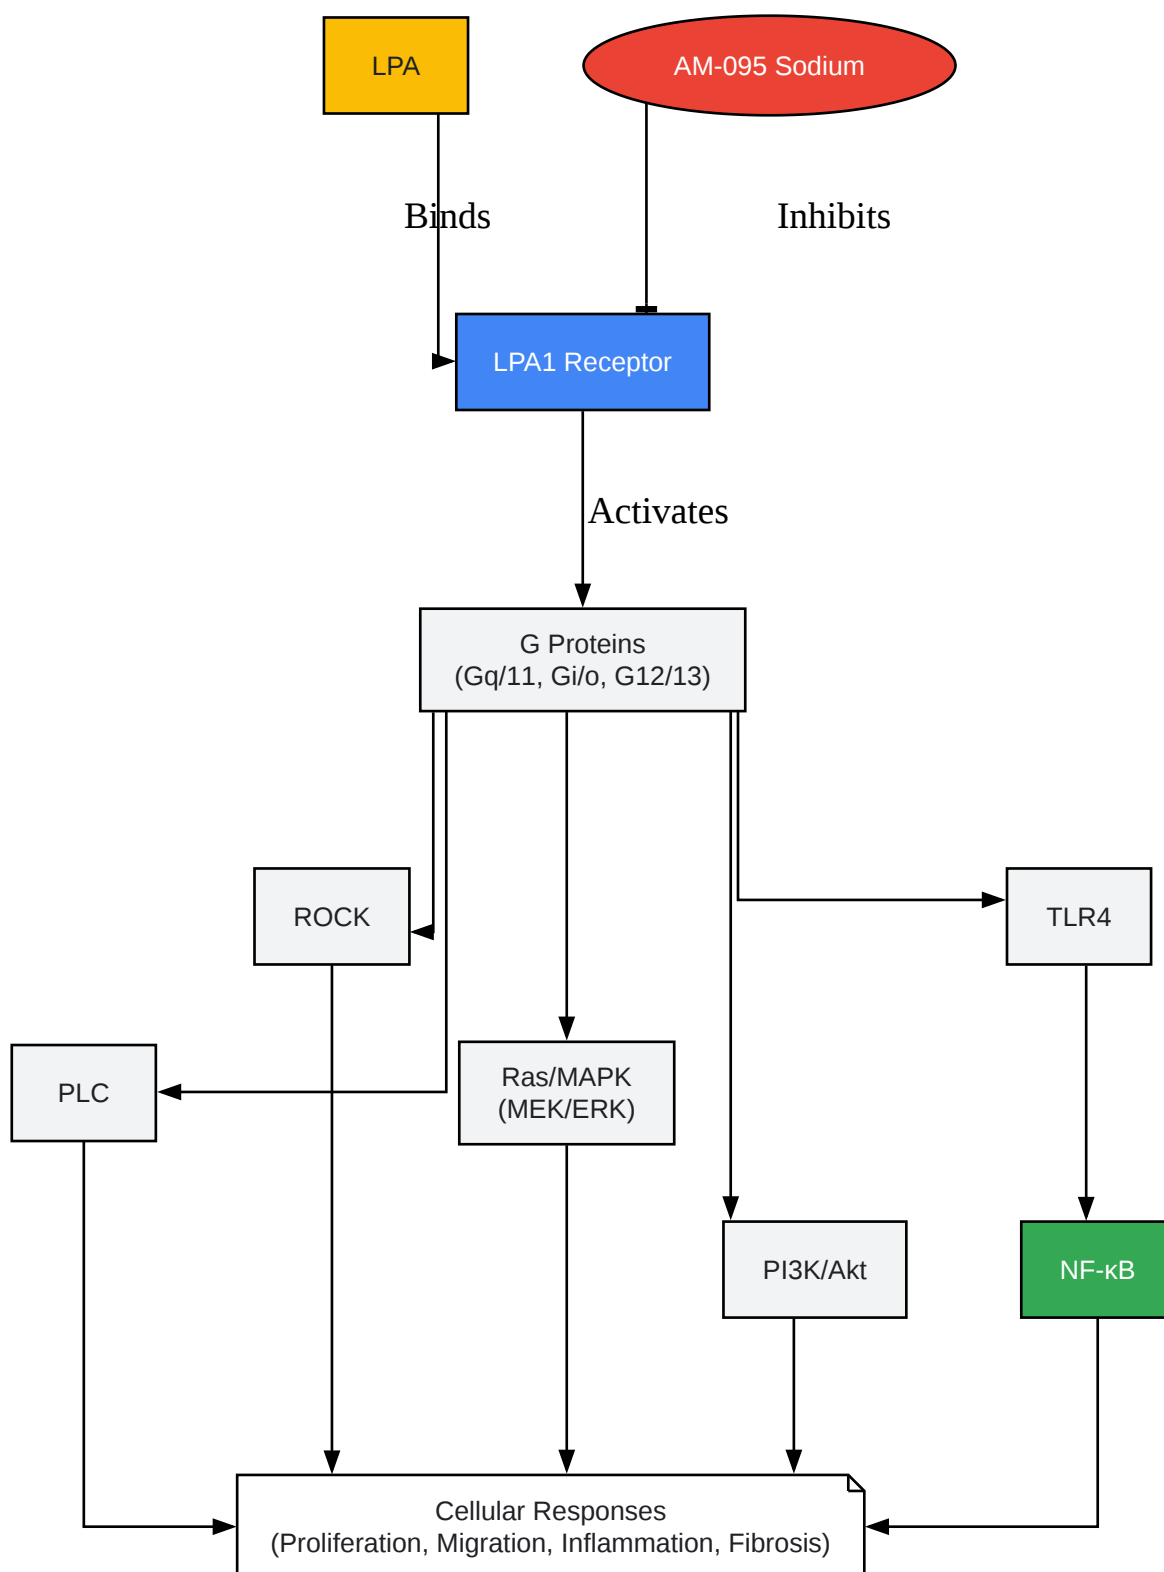 LPA
AM-095 Sodium
Binds
Inhibits
LPA1 Receptor
Activates
G Proteins
(Gq/11, Gi/o, G12/13)
ROCK
TLR4
PLC
Ras/MAPK
(MEK/ERK)
PI3K/Akt
NF-κB
Cellular Responses
(Proliferation, Migration, Inflammation, Fibrosis)